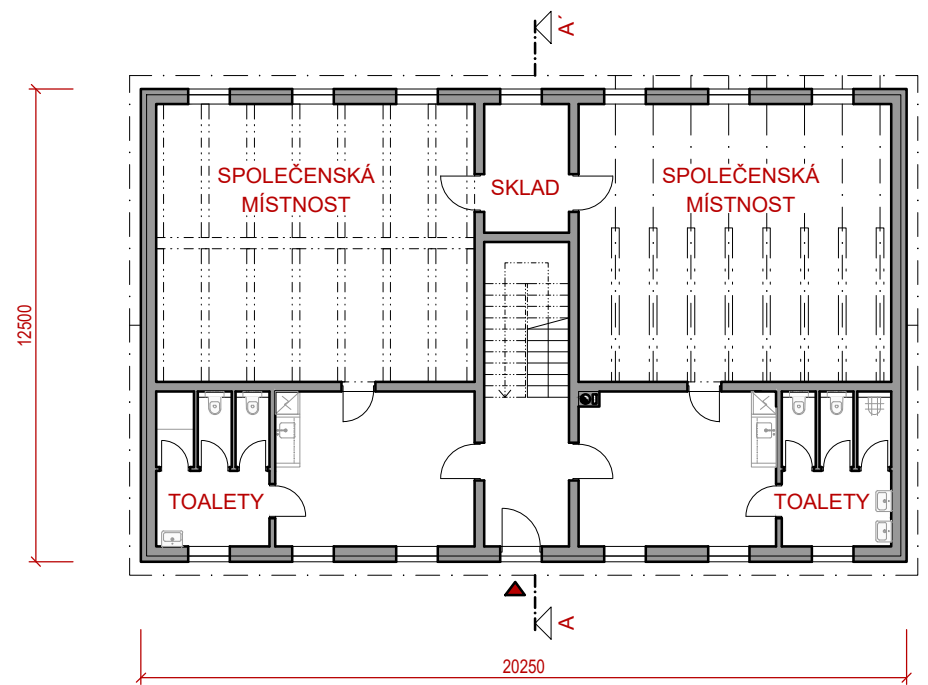 A'
SPOLEČENSKÁ
MÍSTNOST
SKLAD
SPOLEČENSKÁ
MÍSTNOST
12500
TOALETY
TOALETY
A
20250